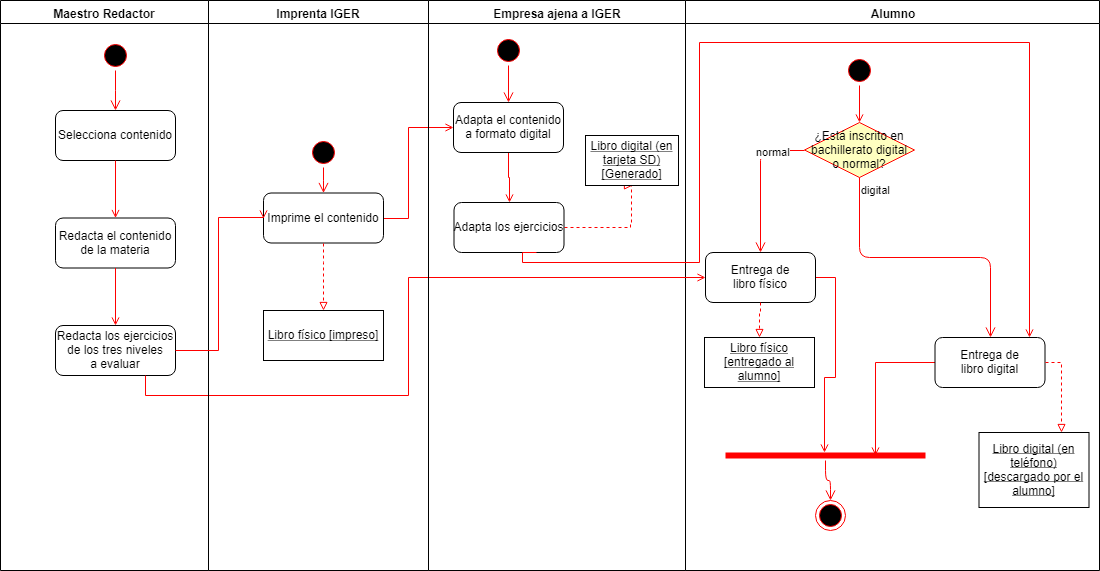 Maestro Redactor
Imprenta IGER
Empresa ajena a IGER
Alumno
Selecciona contenido
Redacta el contenido
de la materia
Redacta los ejercicios
de los tres niveles
a evaluar
Imprime el contenido
Libro físico [impreso]
Adapta el contenido
a formato digital
Libro digital (en
tarjeta SD)
[Generado]
Adapta los ejercicios
¿Está inscrito en
bachillerato digital
o normal?
normal
digital
Entrega de
libro físico
Libro físico
[entregado al
alumno]
Entrega de
libro digital
Libro digital (en
teléfono)
[descargado por el
alumno]